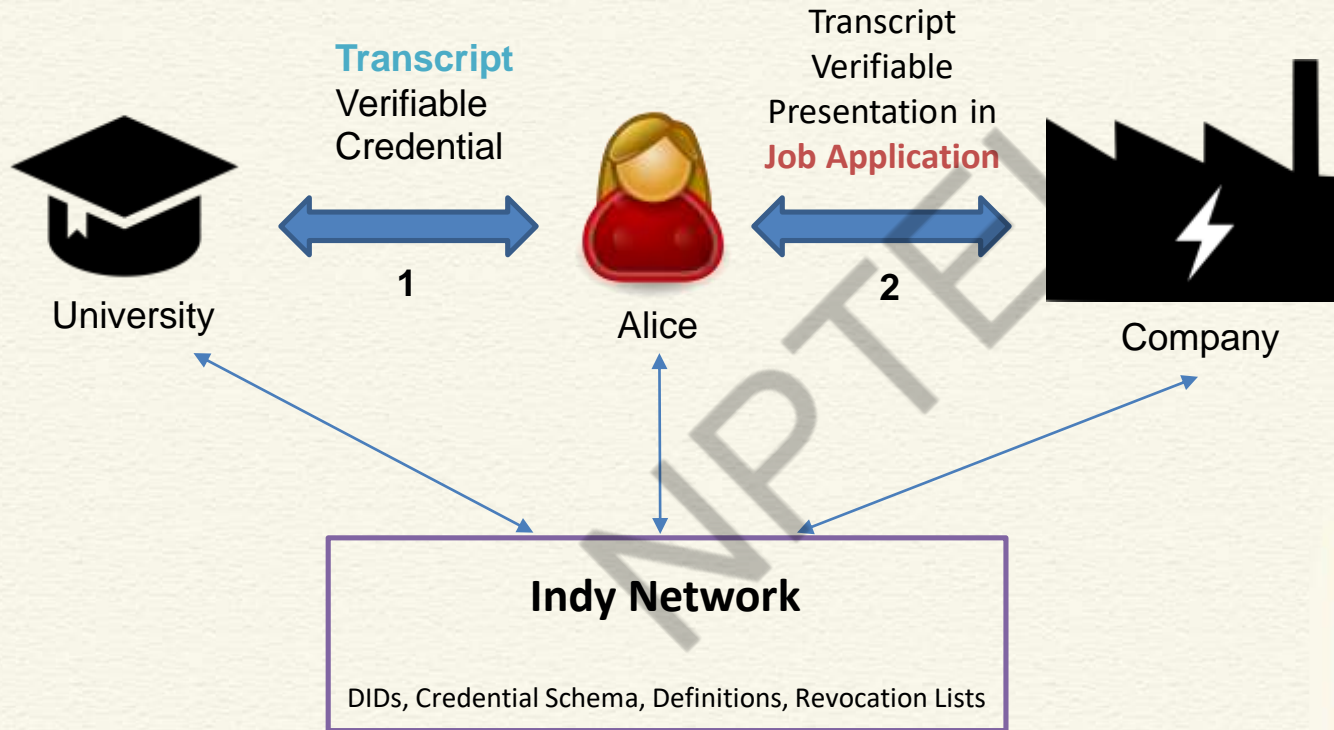 Transcript
Verifiable
Credential
Transcript
Verifiable
Presentation in
Job Application
1
2
University
Alice
Company
NPTEL
Indy Network
DIDs, Credential Schema, Definitions, Revocation Lists